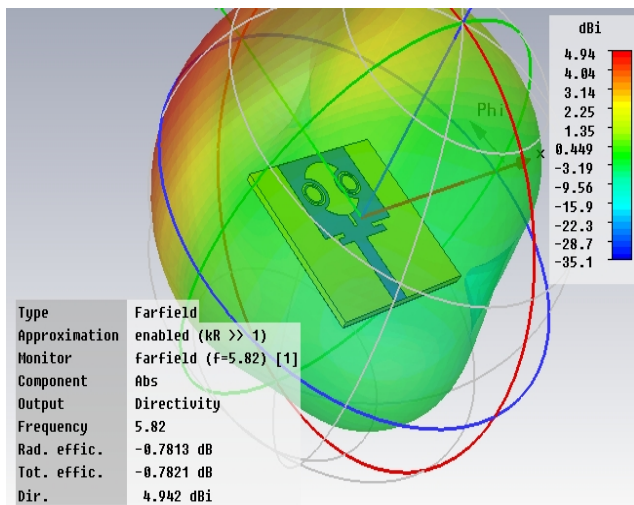 dBi
4.94
4.04
3.14
2.25
1.35
0.449
-3.19
-9.56
-15.9
-22.3
-28.7
-35.1
Phi
x
Type Farfield
Approximation enabled (kR >> 1)
Monitor farfield (f=5.82) [1]
Component Abs
Output Directivity
Frequency 5.82
Rad. effic. -0.7813 dB
Tot. effic. -0.7821 dB
Dir. 4.942 dBi